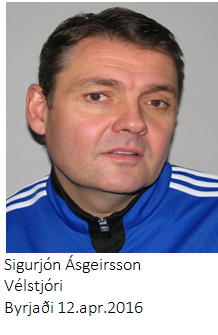 Sigurjón Ásgeirsson
Vélstjóri
Byrjaði 12.apr.2016